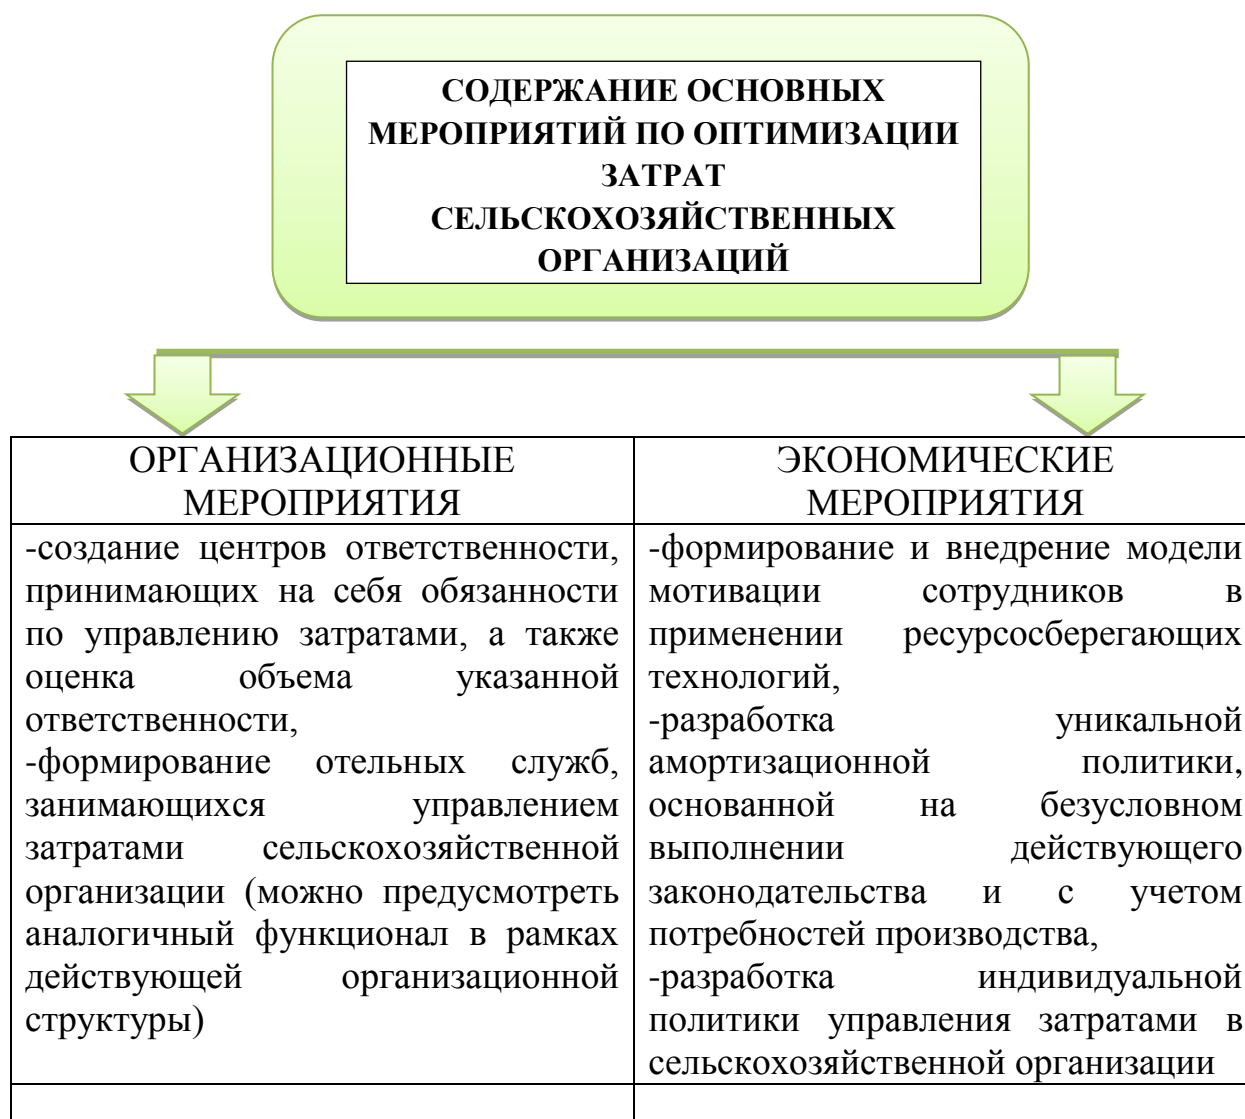 СОДЕРЖАНИЕ ОСНОВНЫХ
МЕРОПРИЯТИЙ ПО ОПТИМИЗАЦИИ
ЗАТРАТ
СЕЛЬСКОХОЗЯЙСТВЕННЫХ
ОРГАНИЗАЦИЙ
ОРГАНИЗАЦИОННЫЕ
МЕРОПРИЯТИЯ
-создание центров ответственности,
принимающих на себя обязанности
по управлению затратами, а также
оценка объема указанной
ответственности,
-формирование отельных служб,
занимающихся управлением
затратами сельскохозяйственной
организации (можно предусмотреть
аналогичный функционал в рамках
действующей организационной
структуры)
ЭКОНОМИЧЕСКИЕ
МЕРОПРИЯТИЯ
-формирование и внедрение модели
мотивации сотрудников в
применении ресурсосберегающих
технологий,
-разработка уникальной
амортизационной политики,
основанной на безусловном
выполнении действующего
законодательства и с учетом
потребностей производства,
-разработка индивидуальной
политики управления затратами в
сельскохозяйственной организации